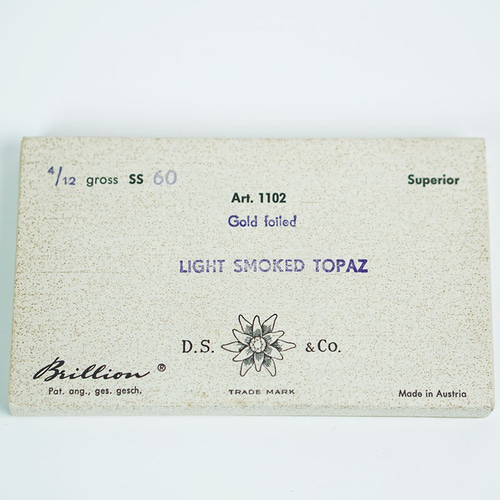 4/12 gross SS 60 Superior
Art. 1102
Gold foiled
LIGHT SMOKED TOPAZ
D.S. & Co.
Brillion ®
TRADE MARK
Pat. ang., ges. gesch. Made in Austria